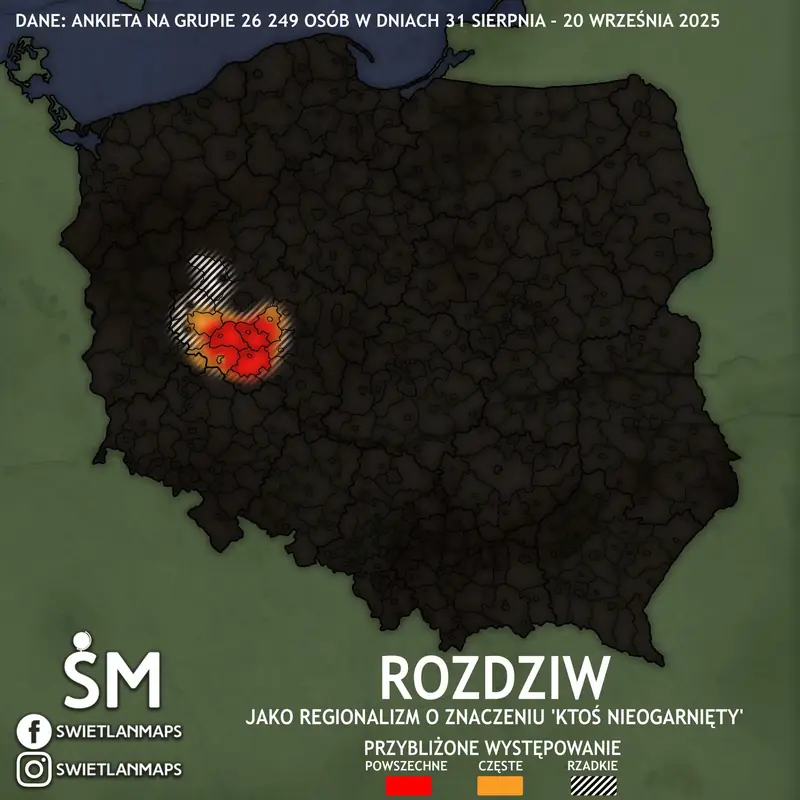 DANE: ANKIETA NA GRUPIE 26 249 OSÓB W DNIACH 31 SIERPNIA - 20 WRZEŚNIA 2025
ŚM
SWIETLANMAPS
SWIETLANMAPS
ROZDZIW
JAKO REGIONALIZM O ZNACZENIU 'KTOŚ NIEOGARNIĘTY'
PRZYBLIŻONE WYSTĘPOWANIE
POWSZECHNE CZĘSTE RZADKIE